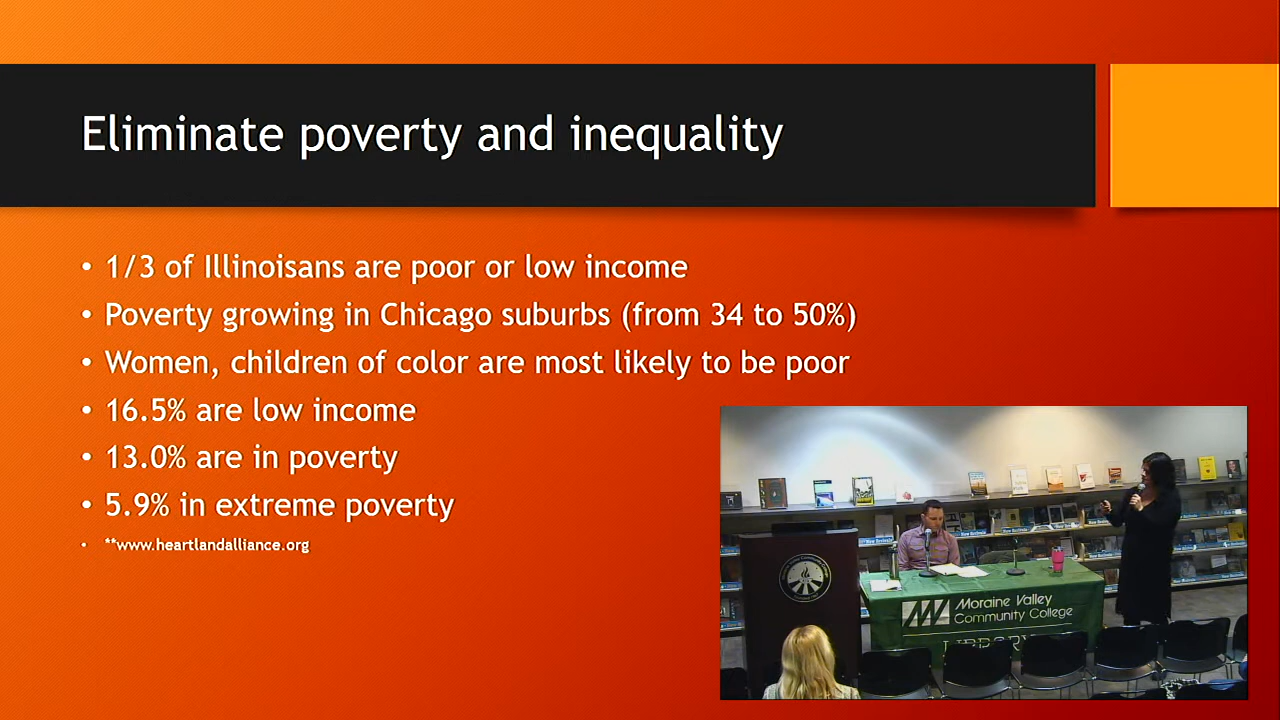 Eliminate poverty and inequality
• 1/3 of Illinoisans are poor or low income
• Poverty growing in Chicago suburbs (from 34 to 50%)
• Women, children of color are most likely to be poor
• 16.5% are low income
• 13.0% are in poverty
• 5.9% in extreme poverty
• **www.heartlandalliance.org
Moraine Valley
Community College
LIBRARY